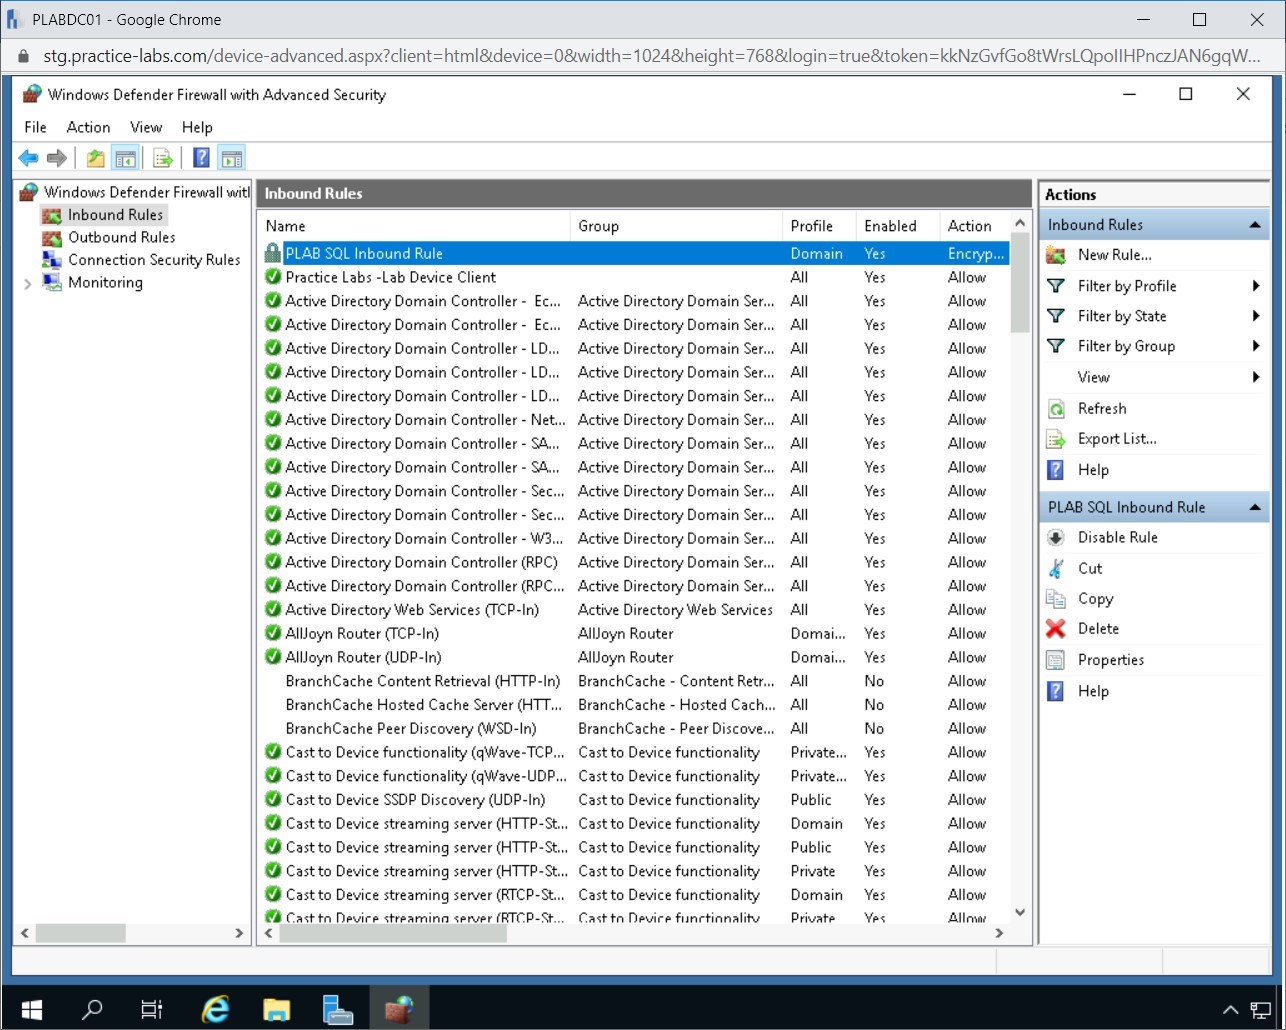 PLABDC01 - Google Chrome
stg.practice-labs.com/device-advanced.aspx?client=html&device=0&width=1024&height=768&login=true&token=kkNzGvfGo8tWrsLQpoIIHPnczJAN6gqW...
Windows Defender Firewall with Advanced Security
File Action View Help
Windows Defender Firewall with
Inbound Rules
Outbound Rules
Connection Security Rules
Monitoring
Inbound Rules
Name Group Profile Enabled Action
PLAB SQL Inbound Rule Domain Yes Encryp...
Practice Labs -Lab Device Client All Yes Allow
Active Directory Domain Controller - Ec... Active Directory Domain Ser... All Yes Allow
Active Directory Domain Controller - Ec... Active Directory Domain Ser... All Yes Allow
Active Directory Domain Controller - LD... Active Directory Domain Ser... All Yes Allow
Active Directory Domain Controller - LD... Active Directory Domain Ser... All Yes Allow
Active Directory Domain Controller - LD... Active Directory Domain Ser... All Yes Allow
Active Directory Domain Controller - Net... Active Directory Domain Ser... All Yes Allow
Active Directory Domain Controller - SA... Active Directory Domain Ser... All Yes Allow
Active Directory Domain Controller - SA... Active Directory Domain Ser... All Yes Allow
Active Directory Domain Controller - Sec... Active Directory Domain Ser... All Yes Allow
Active Directory Domain Controller - Sec... Active Directory Domain Ser... All Yes Allow
Active Directory Domain Controller - W3... Active Directory Domain Ser... All Yes Allow
Active Directory Domain Controller (RPC) Active Directory Domain Ser... All Yes Allow
Active Directory Domain Controller (RPC... Active Directory Domain Ser... All Yes Allow
Active Directory Web Services (TCP-In) Active Directory Web Services All Yes Allow
AllJoyn Router (TCP-In) AllJoyn Router Domai... Yes Allow
AllJoyn Router (UDP-In) AllJoyn Router Domai... Yes Allow
BranchCache Content Retrieval (HTTP-In) BranchCache - Content Retr... All No Allow
BranchCache Hosted Cache Server (HTT... BranchCache - Hosted Cach... All No Allow
BranchCache Peer Discovery (WSD-In) BranchCache - Peer Discove... All No Allow
Cast to Device functionality (qWave-TCP... Cast to Device functionality Private... Yes Allow
Cast to Device functionality (qWave-UDP... Cast to Device functionality Private... Yes Allow
Cast to Device SSDP Discovery (UDP-In) Cast to Device functionality Public Yes Allow
Cast to Device streaming server (HTTP-St... Cast to Device functionality Domain Yes Allow
Cast to Device streaming server (HTTP-St... Cast to Device functionality Public Yes Allow
Cast to Device streaming server (HTTP-St... Cast to Device functionality Private Yes Allow
Cast to Device streaming server (RTCP-St... Cast to Device functionality Domain Yes Allow
Cast to Device streaming server (RTCP-St... Cast to Device functionality Private Yes Allow
Actions
Inbound Rules
New Rule...
Filter by Profile
Filter by State
Filter by Group
View
Refresh
Export List...
Help
PLAB SQL Inbound Rule
Disable Rule
Cut
Copy
Delete
Properties
Help